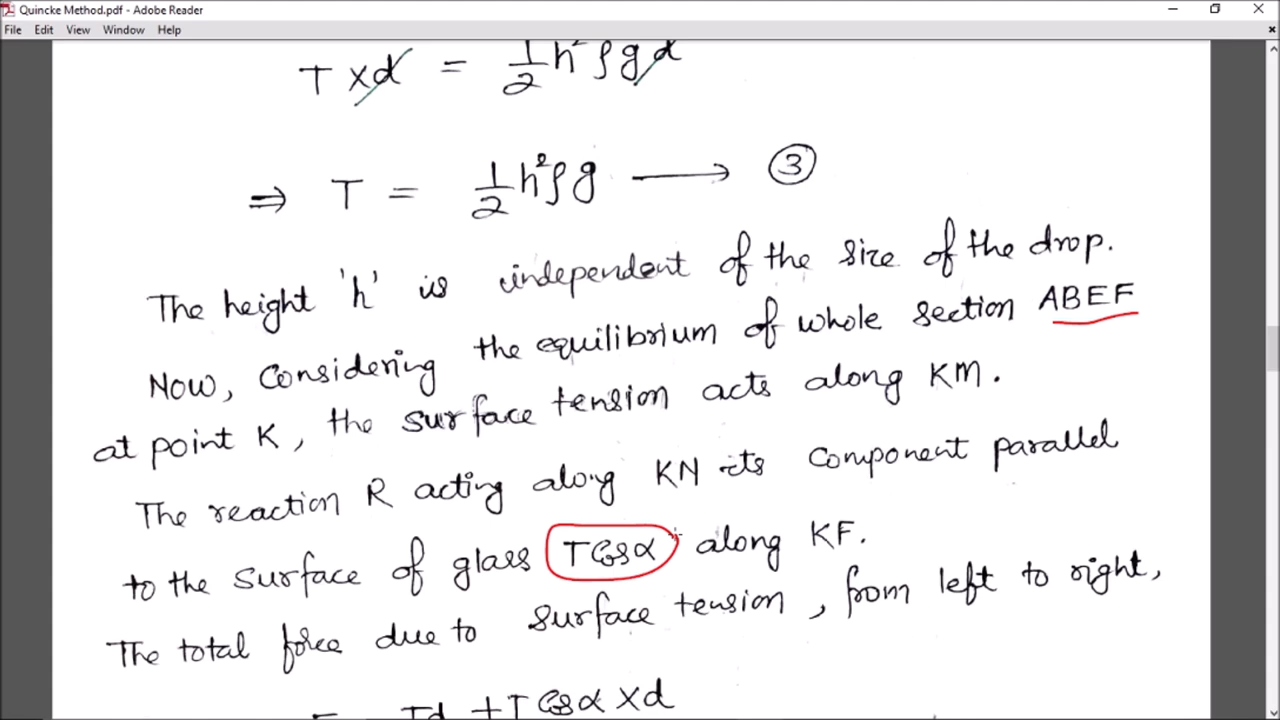 Quincke Method.pdf - Adobe Reader
File Edit View Window Help
T × d = 1/2 h² ρ g d
⇒ T = 1/2 h² ρ g ⟶ ③
The height 'h' is independent of the size of the drop.
Now, Considering the equilibrium of whole section ABEF
at point K, the surface tension acts along KM.
The reaction R acting along KN its component parallel
to the surface of glass TCosα along KF.
The total force due to surface tension, from left to right,
= Td + T Cosα × d